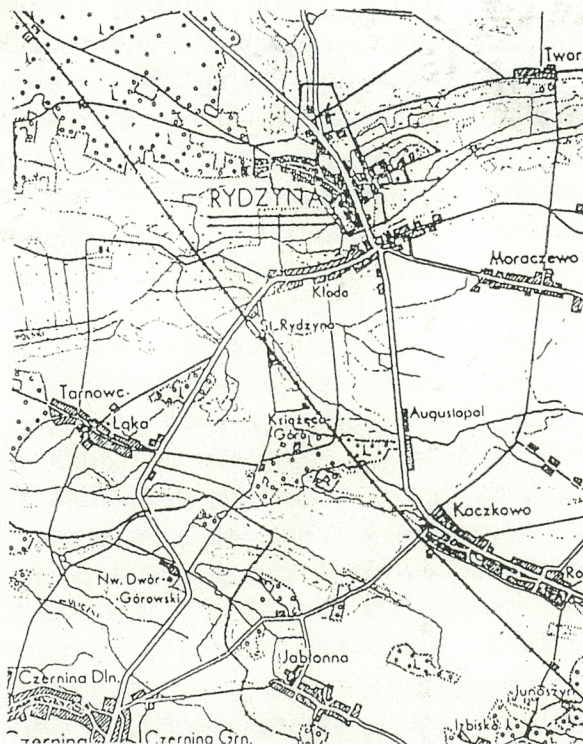 Twor
RYDZYNA
Moraczewo
Kłoda
St. Rydzyna
Tarnowc.
Łąka
Książęca
Góra
Augustopol
Kaczkowo
Ro
Nw. Dwór-
Górowski
Jabłonna
Czernina Dln.
Junoszyn
Izbiska
Czernina
Czernina Grn.